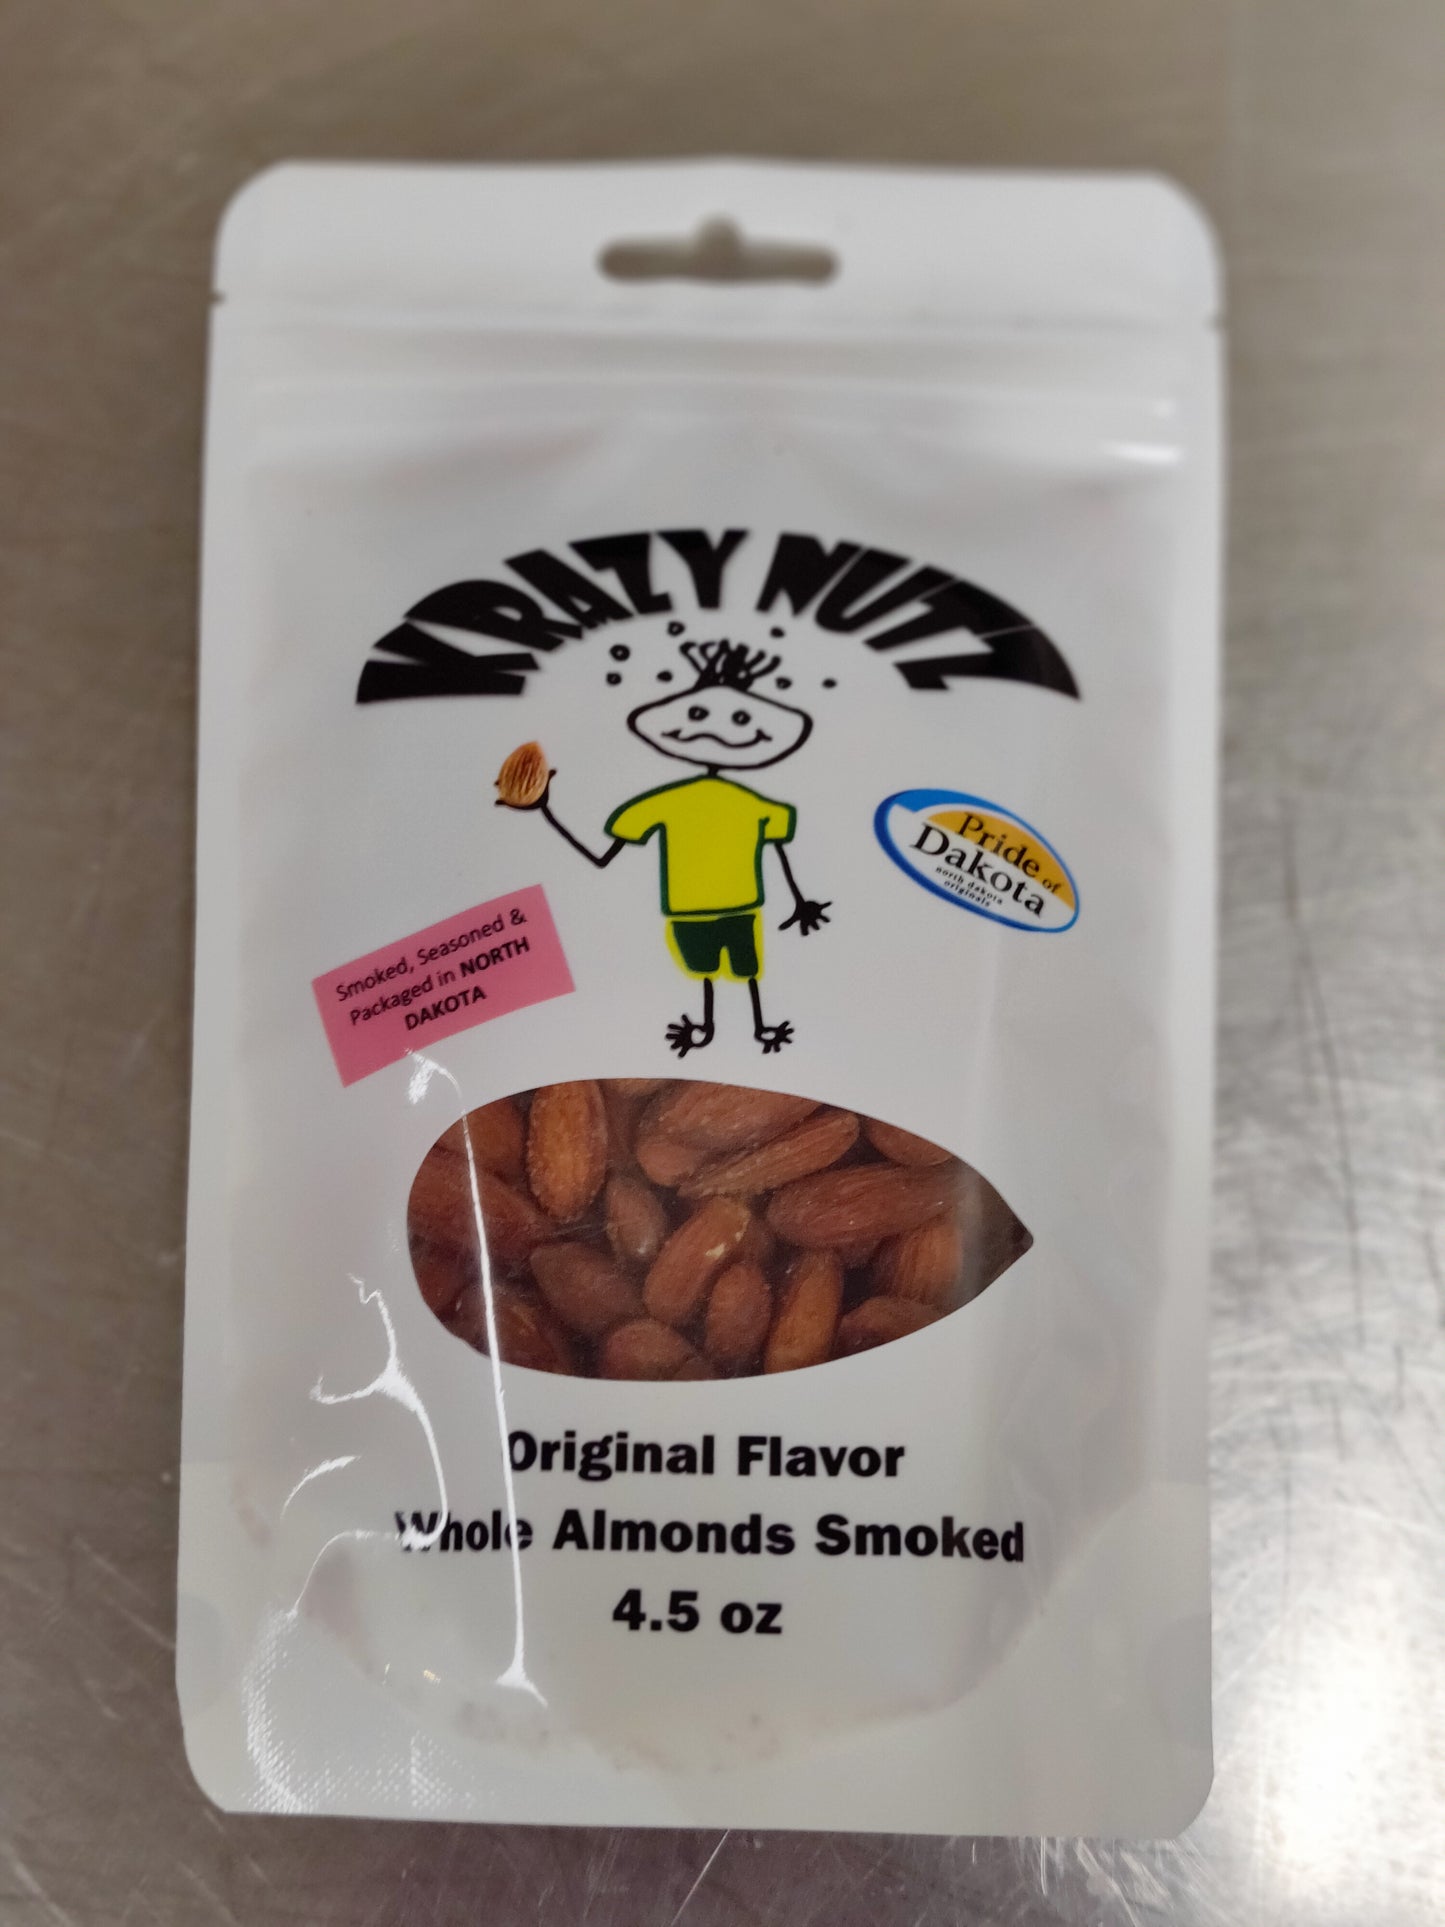 KRAZY NUTZ
Pride of
Dakota
north dakota
originals
Smoked, Seasoned &
Packaged in NORTH
DAKOTA
Original Flavor
Whole Almonds Smoked
4.5 oz